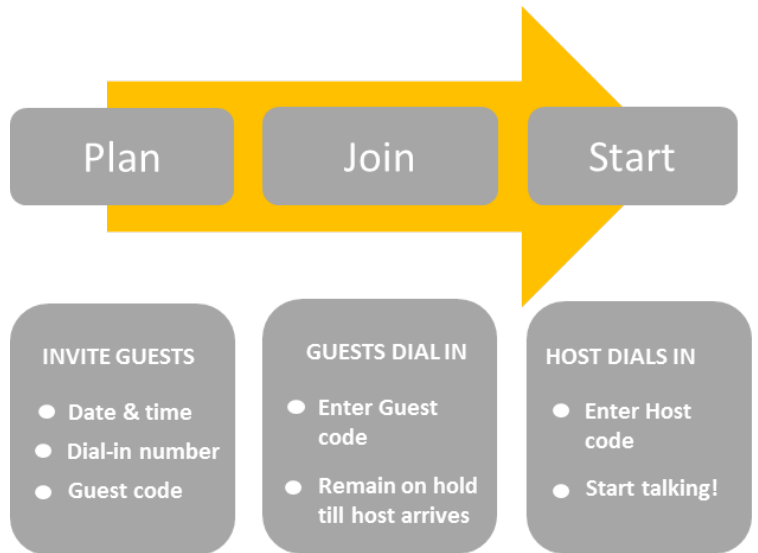 Plan
Join
Start
INVITE GUESTS
Date & time
Dial-in number
Guest code
GUESTS DIAL IN
Enter Guest
code
Remain on hold
till host arrives
HOST DIALS IN
Enter Host
code
Start talking!